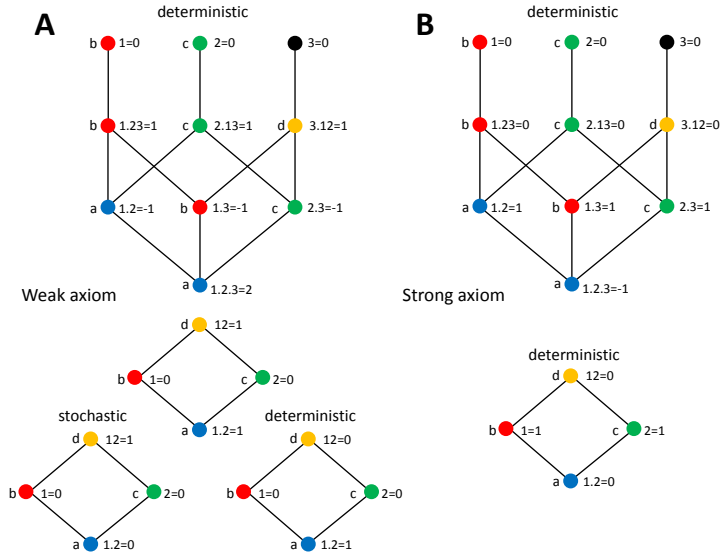 A
deterministic
b 1=0
c 2=0
3=0
b 1.23=1
c 2.13=1
d 3.12=1
a 1.2=-1
b 1.3=-1
c 2.3=-1
a 1.2.3=2
Weak axiom
d 12=1
b 1=0
c 2=0
a 1.2=1
stochastic
d 12=1
b 1=0
c 2=0
a 1.2=0
deterministic
d 12=0
b 1=0
c 2=0
a 1.2=1
B
deterministic
b 1=0
c 2=0
3=0
b 1.23=0
c 2.13=0
d 3.12=0
a 1.2=1
b 1.3=1
c 2.3=1
a 1.2.3=-1
Strong axiom
deterministic
d 12=0
b 1=1
c 2=1
a 1.2=0